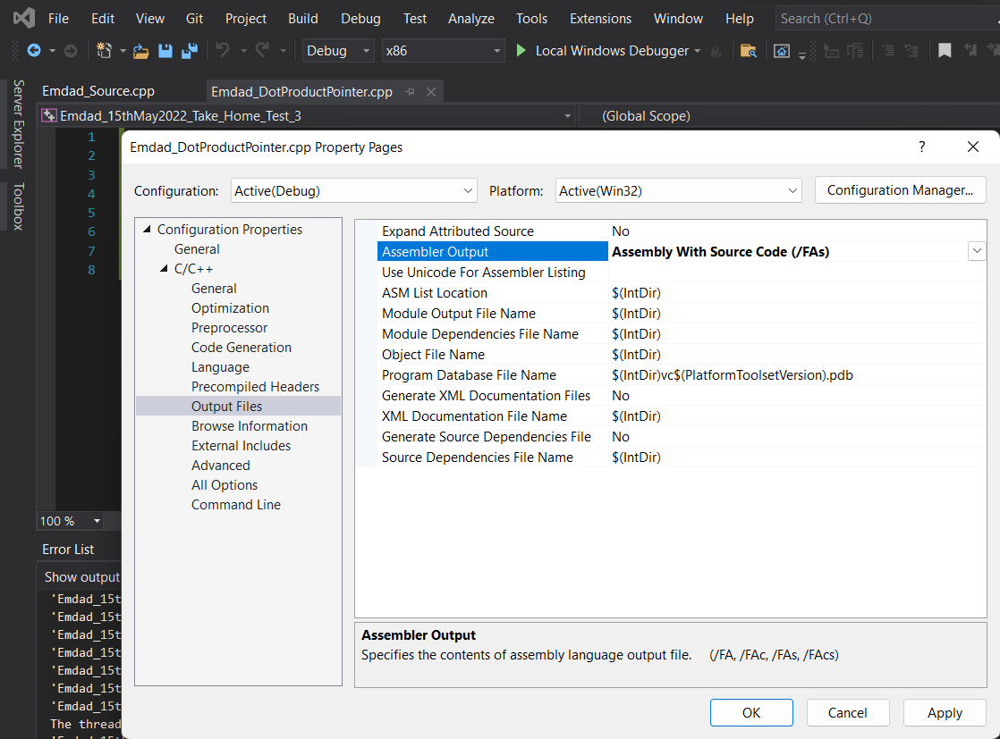 File Edit View Git Project Build Debug Test Analyze Tools Extensions Window Help Search (Ctrl+Q)
Debug x86 Local Windows Debugger
Server Explorer
Toolbox
Emdad_Source.cpp Emdad_DotProductPointer.cpp
Emdad_15thMay2022_Take_Home_Test_3 (Global Scope)
1
2
3
4
5
6
7
8
Emdad_DotProductPointer.cpp Property Pages ?
Configuration: Active(Debug) Platform: Active(Win32) Configuration Manager...
Configuration Properties
General
C/C++
General
Optimization
Preprocessor
Code Generation
Language
Precompiled Headers
Output Files
Browse Information
External Includes
Advanced
All Options
Command Line
Expand Attributed Source No
Assembler Output Assembly With Source Code (/FAs)
Use Unicode For Assembler Listing
ASM List Location $(IntDir)
Module Output File Name $(IntDir)
Module Dependencies File Name $(IntDir)
Object File Name $(IntDir)
Program Database File Name $(IntDir)vc$(PlatformToolsetVersion).pdb
Generate XML Documentation Files No
XML Documentation File Name $(IntDir)
Generate Source Dependencies File No
Source Dependencies File Name $(IntDir)
Assembler Output
Specifies the contents of assembly language output file. (/FA, /FAc, /FAs, /FAcs)
OK Cancel Apply
100 %
Error List
Show output
'Emdad_15t
'Emdad_15t
'Emdad_15t
'Emdad_15t
'Emdad_15t
'Emdad_15t
'Emdad_15t
The thread